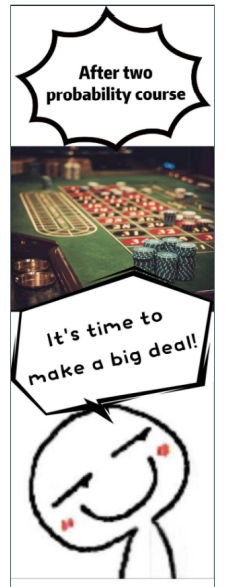 After two
probability course
It's time to
make a big deal!